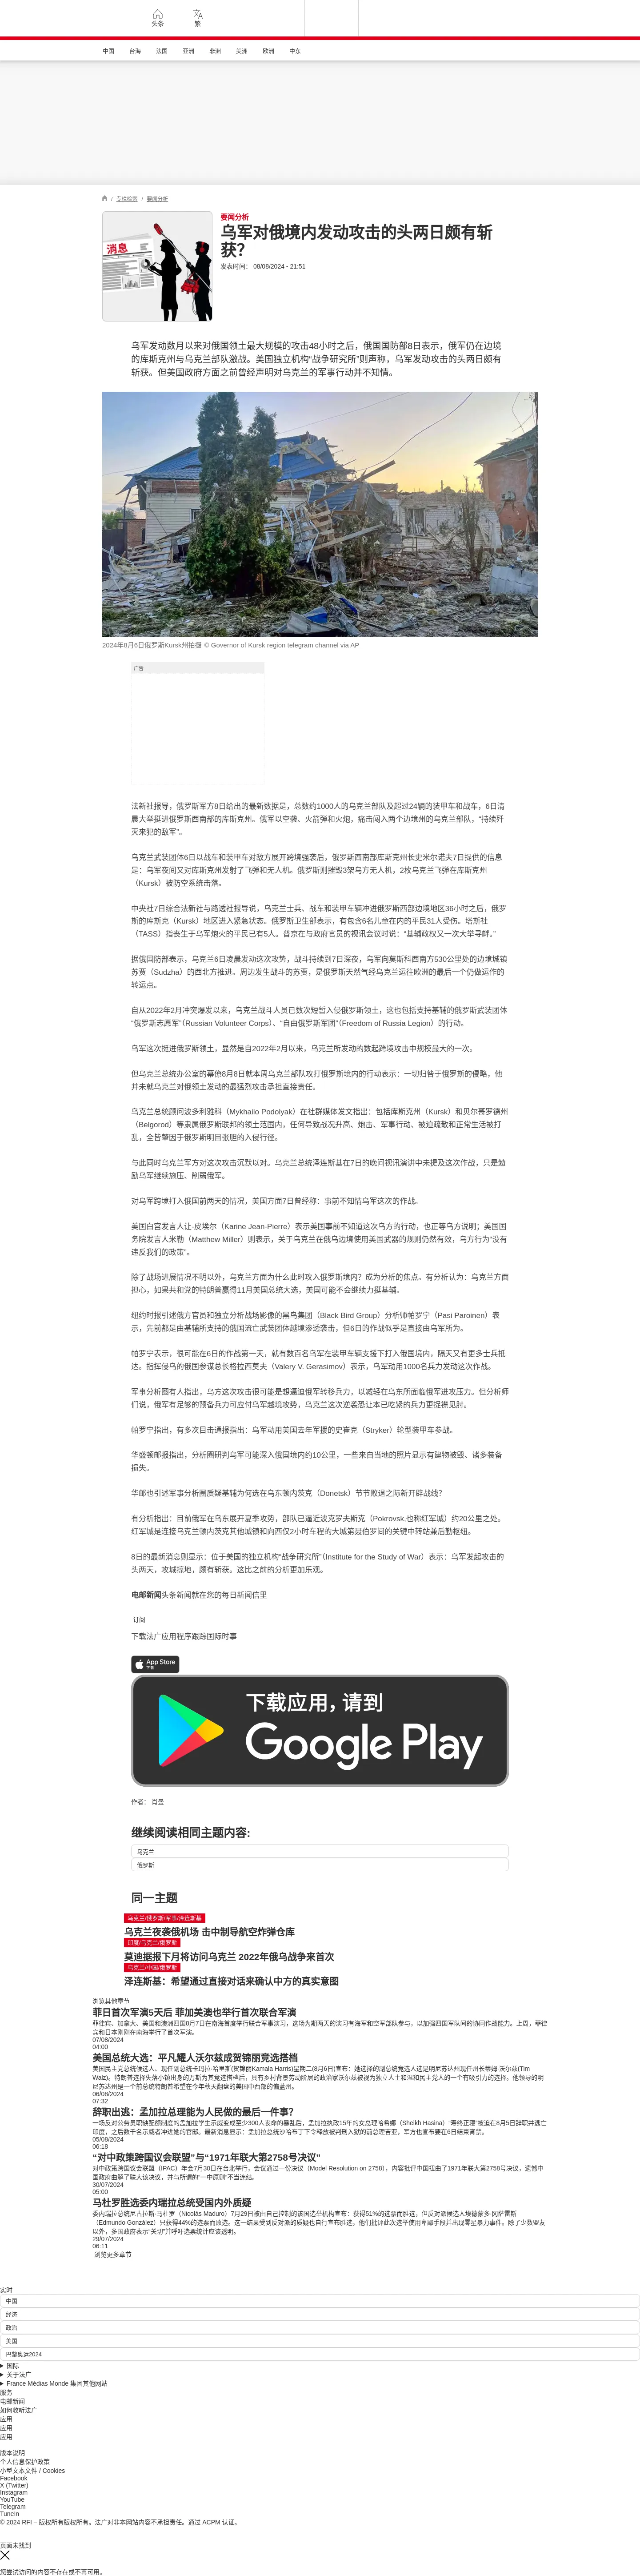 头条
繁
中国
台海
法国
亚洲
非洲
美洲
欧洲
中东
/ 专栏检索 / 要闻分析
消息
要闻分析
乌军对俄境内发动攻击的头两日颇有斩
获？
发表时间： 08/08/2024 - 21:51
乌军发动数月以来对俄国领土最大规模的攻击48小时之后，俄国国防部8日表示，俄军仍在边境
的库斯克州与乌克兰部队激战。美国独立机构“战争研究所”则声称，乌军发动攻击的头两日颇有
斩获。但美国政府方面之前曾经声明对乌克兰的军事行动并不知情。
2024年8月6日俄罗斯Kursk州拍摄 © Governor of Kursk region telegram channel via AP
广告
法新社报导，俄罗斯军方8日给出的最新数据是，总数约1000人的乌克兰部队及超过24辆的装甲车和战车，6日清
晨大举挺进俄罗斯西南部的库斯克州。俄军以空袭、火箭弹和火炮，痛击闯入两个边境州的乌克兰部队，“持续歼
灭来犯的敌军”。
乌克兰武装团体6日以战车和装甲车对敌方展开跨境强袭后，俄罗斯西南部库斯克州长史米尔诺夫7日提供的信息
是：乌军夜间又对库斯克州发射了飞弹和无人机。俄罗斯则摧毁3架乌方无人机，2枚乌克兰飞弹在库斯克州
（Kursk）被防空系统击落。
中央社7日综合法新社与路透社报导说，乌克兰士兵、战车和装甲车辆冲进俄罗斯西部边境地区36小时之后，俄罗
斯的库斯克（Kursk）地区进入紧急状态。俄罗斯卫生部表示，有包含6名儿童在内的平民31人受伤。塔斯社
（TASS）指丧生于乌军炮火的平民已有5人。普京在与政府官员的视讯会议时说：“基辅政权又一次大举寻衅。”
据俄国防部表示，乌克兰6日凌晨发动这次攻势，战斗持续到7日深夜，乌军向莫斯科西南方530公里处的边境城镇
苏贾（Sudzha）的西北方推进。周边发生战斗的苏贾，是俄罗斯天然气经乌克兰运往欧洲的最后一个仍做运作的
转运点。
自从2022年2月冲突爆发以来，乌克兰战斗人员已数次短暂入侵俄罗斯领土，这也包括支持基辅的俄罗斯武装团体
“俄罗斯志愿军”（Russian Volunteer Corps）、“自由俄罗斯军团”（Freedom of Russia Legion）的行动。
乌军这次挺进俄罗斯领土，显然是自2022年2月以来，乌克兰所发动的数起跨境攻击中规模最大的一次。
但乌克兰总统办公室的幕僚8月8日就本周乌克兰部队攻打俄罗斯境内的行动表示：一切归咎于俄罗斯的侵略，他
并未就乌克兰对俄领土发动的最猛烈攻击承担直接责任。
乌克兰总统顾问波多利雅科（Mykhailo Podolyak）在社群媒体发文指出：包括库斯克州（Kursk）和贝尔哥罗德州
（Belgorod）等隶属俄罗斯联邦的领土范围内，任何导致战况升高、炮击、军事行动、被迫疏散和正常生活被打
乱，全皆肇因于俄罗斯明目张胆的入侵行径。
与此同时乌克兰军方对这次攻击沉默以对。乌克兰总统泽连斯基在7日的晚间视讯演讲中未提及这次作战，只是勉
励乌军继续施压、削弱俄军。
对乌军跨境打入俄国前两天的情况，美国方面7日曾经称：事前不知情乌军这次的作战。
美国白宫发言人让-皮埃尔（Karine Jean-Pierre）表示美国事前不知道这次乌方的行动，也正等乌方说明；美国国
务院发言人米勒（Matthew Miller）则表示，关于乌克兰在俄乌边境使用美国武器的规则仍然有效，乌方行为“没有
违反我们的政策”。
除了战场进展情况不明以外，乌克兰方面为什么此时攻入俄罗斯境内？成为分析的焦点。有分析认为：乌克兰方面
担心，如果共和党的特朗普赢得11月美国总统大选，美国可能不会继续力挺基辅。
纽约时报引述俄方官员和独立分析战场影像的黑鸟集团（Black Bird Group）分析师帕罗宁（Pasi Paroinen）表
示，先前都是由基辅所支持的俄国流亡武装团体越境渗透袭击，但6日的作战似乎是直接由乌军所为。
帕罗宁表示，很可能在6日的作战第一天，就有数百名乌军在装甲车辆支援下打入俄国境内，隔天又有更多士兵抵
达。指挥侵乌的俄国参谋总长格拉西莫夫（Valery V. Gerasimov）表示，乌军动用1000名兵力发动这次作战。
军事分析圈有人指出，乌方这次攻击很可能是想逼迫俄军转移兵力，以减轻在乌东所面临俄军进攻压力。但分析师
们说，俄军有足够的预备兵力可应付乌军越境攻势，乌克兰这次逆袭恐让本已吃紧的兵力更捉襟见肘。
帕罗宁指出，有多次目击通报指出：乌军动用美国去年军援的史崔克（Stryker）轮型装甲车参战。
华盛顿邮报指出，分析圈研判乌军可能深入俄国境内约10公里，一些来自当地的照片显示有建物被毁、诸多装备
损失。
华邮也引述军事分析圈质疑基辅为何选在乌东顿内茨克（Donetsk）节节败退之际新开辟战线？
有分析指出：目前俄军在乌东展开夏季攻势，部队已逼近波克罗夫斯克（Pokrovsk,也称红军城）约20公里之处。
红军城是连接乌克兰顿内茨克其他城镇和向西仅2小时车程的大城第聂伯罗间的关键中转站兼后勤枢纽。
8日的最新消息则显示：位于美国的独立机构“战争研究所”（Institute for the Study of War）表示：乌军发起攻击的
头两天，攻城掠地，颇有斩获。这比之前的分析更加乐观。
电邮新闻头条新闻就在您的每日新闻信里
订阅
下载法广应用程序跟踪国际时事
App Store
下载
下载应用，请到
Google Play
作者： 肖曼
继续阅读相同主题内容:
乌克兰
俄罗斯
同一主题
乌克兰/俄罗斯/军事/泽连斯基
乌克兰夜袭俄机场 击中制导航空炸弹仓库
印度/乌克兰/俄罗斯
莫迪据报下月将访问乌克兰 2022年俄乌战争来首次
乌克兰/中国/俄罗斯
泽连斯基：希望通过直接对话来确认中方的真实意图
浏览其他章节
菲日首次军演5天后 菲加美澳也举行首次联合军演
菲律宾、加拿大、美国和澳洲四国8月7日在南海首度举行联合军事演习，这场为期两天的演习有海军和空军部队参与，以加强四国军队间的协同作战能力。上周，菲律
宾和日本刚刚在南海举行了首次军演。
07/08/2024
04:00
美国总统大选：平凡耀人沃尔兹成贺锦丽竞选搭档
美国民主党总统候选人、现任副总统卡玛拉·哈里斯(贺锦丽Kamala Harris)星期二(8月6日)宣布：她选择的副总统竞选人选是明尼苏达州现任州长蒂姆·沃尔兹(Tim
Walz)。特朗普选择失落小镇出身的万斯为其竞选搭档后，具有乡村背景劳动阶层的政治家沃尔兹被视为独立人士和温和民主党人的一个有吸引力的选择。他领导的明
尼苏达州是一个前总统特朗普希望在今年秋天翻盘的美国中西部的偏蓝州。
06/08/2024
07:32
辞职出逃：孟加拉总理能为人民做的最后一件事？
一场反对公务员职缺配额制度的孟加拉学生示威变成至少300人丧命的暴乱后，孟加拉执政15年的女总理哈希娜（Sheikh Hasina）“寿终正寝”被迫在8月5日辞职并逃亡
印度，之后数千名示威者冲进她的官邸。最新消息显示：孟加拉总统沙哈布丁下令释放被判刑入狱的前总理吉亚，军方也宣布要在6日结束宵禁。
05/08/2024
06:18
“对中政策跨国议会联盟”与“1971年联大第2758号决议”
对中政策跨国议会联盟（IPAC）年会7月30日在台北举行，会议通过一份决议（Model Resolution on 2758），内容批评中国扭曲了1971年联大第2758号决议，遗憾中
国政府曲解了联大该决议，并与所谓的“一中原则”不当连结。
30/07/2024
05:00
马杜罗胜选委内瑞拉总统受国内外质疑
委内瑞拉总统尼古拉斯·马杜罗（Nicolás Maduro）7月29日被由自己控制的该国选举机构宣布：获得51%的选票而胜选，但反对派候选人埃德蒙多·冈萨雷斯
（Edmundo González）只获得44%的选票而败选。这一结果受到反对派的质疑也自行宣布胜选，他们批评此次选举使用卑鄙手段并出现零星暴力事件。除了少数盟友
以外，多国政府表示“关切”并呼吁选票统计应该透明。
29/07/2024
06:11
浏览更多章节
实时
中国
经济
政治
美国
巴黎奥运2024
国际
关于法广
France Médias Monde 集团其他网站
服务
电邮新闻
如何收听法广
应用
应用
应用
版本说明
个人信息保护政策
小型文本文件 / Cookies
Facebook
X (Twitter)
Instagram
YouTube
Telegram
TuneIn
© 2024 RFI – 版权所有版权所有。法广对非本网站内容不承担责任。通过 ACPM 认证。
页面未找到
您尝试访问的内容不存在或不再可用。